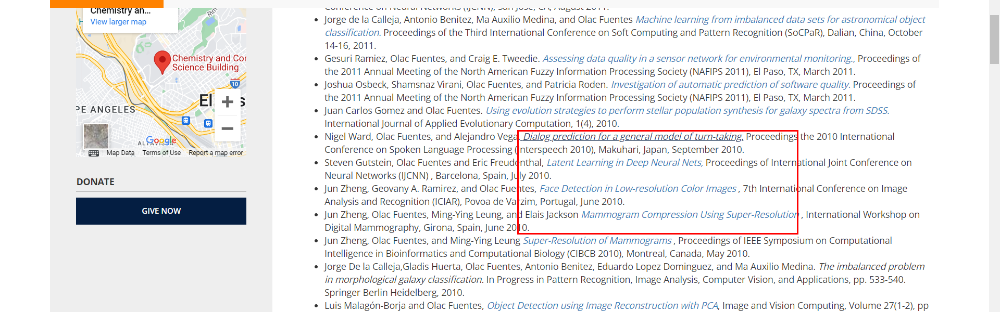 Chemistry an...
View larger map
H
Rim
Chemistry and Cor
Science Building
10
El
s
PE ANGELES
ALTAVISTA
Google
Map Data Terms of Use Report a map error
DONATE
GIVE NOW
Conference on Neural Networks (IJCNN), San Jose, CA, August 2011.
Jorge de la Calleja, Antonio Benitez, Ma Auxilio Medina, and Olac Fuentes Machine learning from imbalanced data sets for astronomical object
classification. Proceedings of the Third International Conference on Soft Computing and Pattern Recognition (SoCPaR), Dalian, China, October
14-16, 2011.
Gesuri Ramiez, Olac Fuentes, and Craig E. Tweedie. Assessing data quality in a sensor network for environmental monitoring., Proceedings of
the 2011 Annual Meeting of the North American Fuzzy Information Processing Society (NAFIPS 2011), El Paso, TX, March 2011.
Joshua Osbeck, Shamsnaz Virani, Olac Fuentes, and Patricia Roden. Investigation of automatic prediction of software quality. Proceedings of
the 2011 Annual Meeting of the North American Fuzzy Information Processing Society (NAFIPS 2011), El Paso, TX, March 2011.
Juan Carlos Gomez and Olac Fuentes. Using evolution strategies to perform stellar population synthesis for galaxy spectra from SDSS.
International Journal of Applied Evolutionary Computation, 1(4), 2010.
Nigel Ward, Olac Fuentes, and Alejandro Vega. Dialog prediction for a general model of turn-taking. Proceedings the 2010 International
Conference on Spoken Language Processing (Interspeech 2010), Makuhari, Japan, September 2010.
Steven Gutstein, Olac Fuentes and Eric Freudenthal, Latent Learning in Deep Neural Nets, Proceedings of International Joint Conference on
Neural Networks (IJCNN) , Barcelona, Spain, July 2010.
Jun Zheng, Geovany A. Ramirez, and Olac Fuentes, Face Detection in Low-resolution Color Images , 7th International Conference on Image
Analysis and Recognition (ICIAR), Povoa de Varzim, Portugal, June 2010.
Jun Zheng, Olac Fuentes, Ming-Ying Leung, and Elais Jackson Mammogram Compression Using Super-Resolution , International Workshop on
Digital Mammography, Girona, Spain, June 2010.
Jun Zheng, Olac Fuentes, and Ming-Ying Leung Super-Resolution of Mammograms , Proceedings of IEEE Symposium on Computational
Intelligence in Bioinformatics and Computational Biology (CIBCB 2010), Montreal, Canada, May 2010.
Jorge De la Calleja,Gladis Huerta, Olac Fuentes, Antonio Benitez, Eduardo Lopez Dominguez, and Ma Auxilio Medina. The imbalanced problem
in morphological galaxy classification. In Progress in Pattern Recognition, Image Analysis, Computer Vision, and Applications, pp. 533-540.
Springer Berlin Heidelberg, 2010.
Luis Malagón-Borja and Olac Fuentes, Object Detection using Image Reconstruction with PCA, Image and Vision Computing, Volume 27(1-2), pp